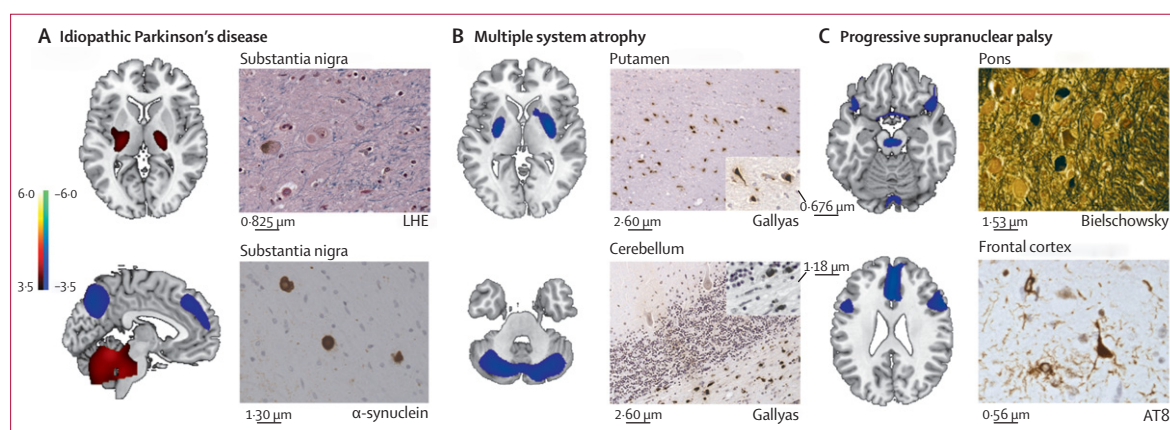 A Idiopathic Parkinson's disease
Substantia nigra
6·0
–6·0
3·5
–3·5
0·825 µm
LHE
Substantia nigra
1·30 µm
α-synuclein
B Multiple system atrophy
Putamen
0·676 µm
2·60 µm
Gallyas
Cerebellum
1·18 µm
2·60 µm
Gallyas
C Progressive supranuclear palsy
Pons
1·53 µm
Bielschowsky
Frontal cortex
0·56 µm
AT8